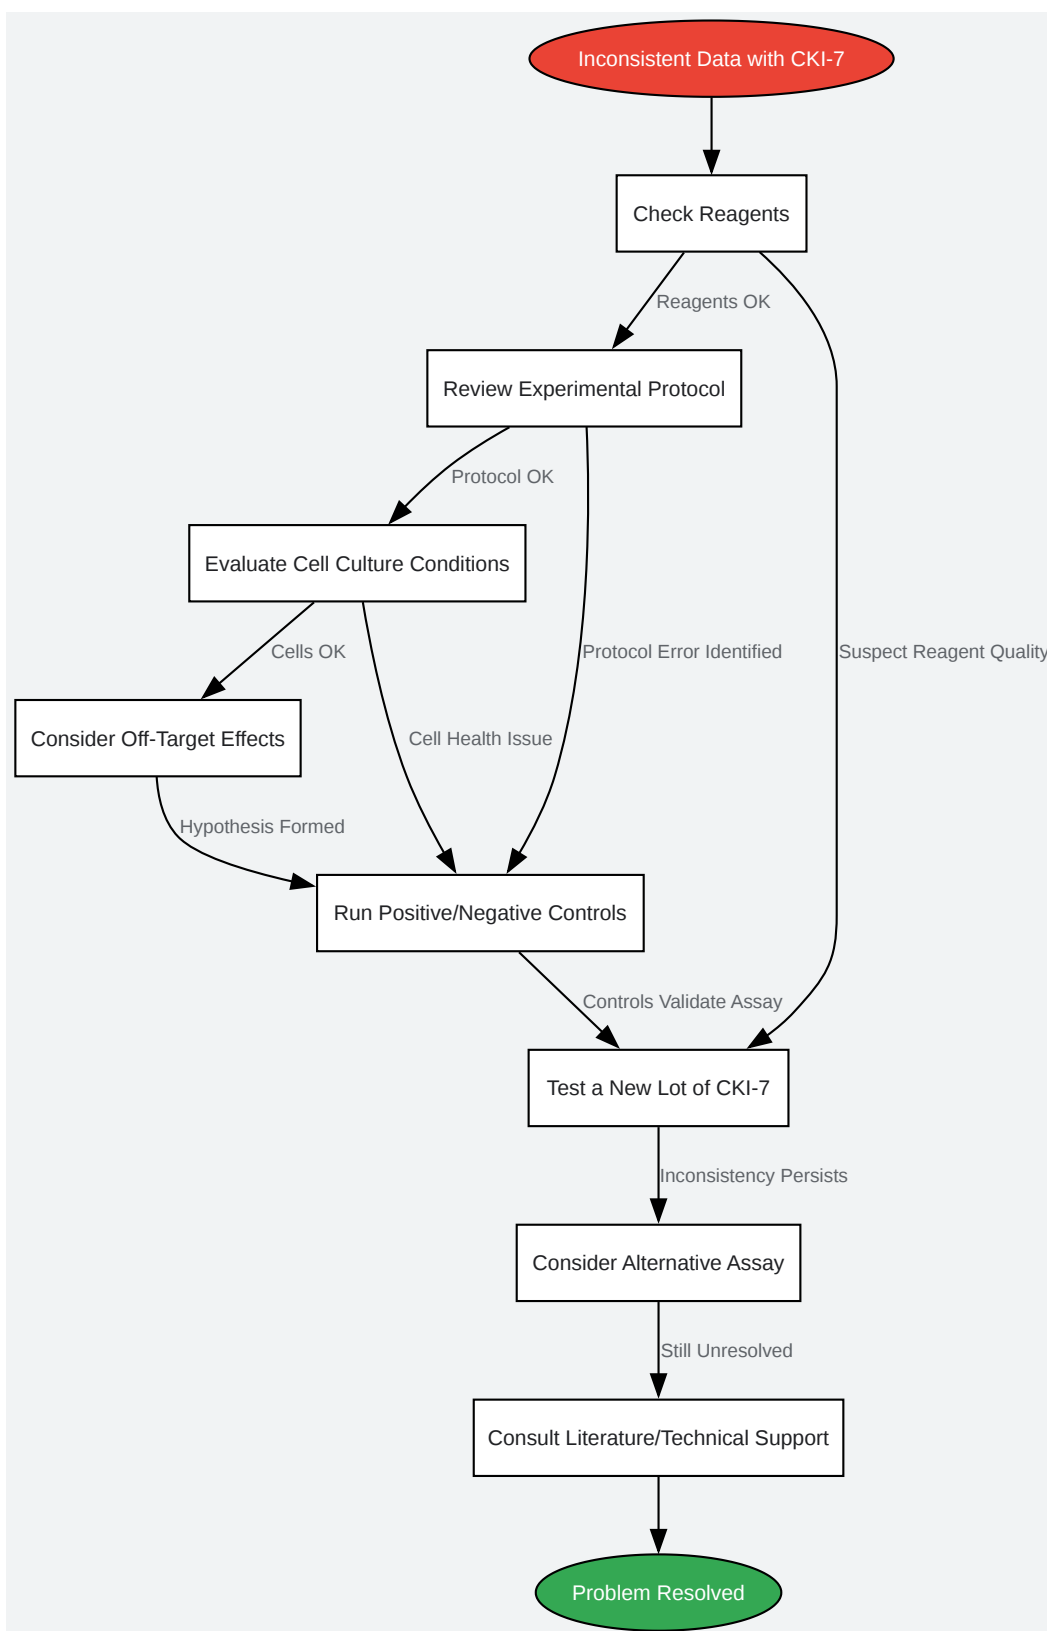 Inconsistent Data with CKI-7
Check Reagents
Reagents OK
Review Experimental Protocol
Protocol OK
Evaluate Cell Culture Conditions
Cells OK
Protocol Error Identified
Suspect Reagent Quality
Consider Off-Target Effects
Cell Health Issue
Hypothesis Formed
Run Positive/Negative Controls
Controls Validate Assay
Test a New Lot of CKI-7
Inconsistency Persists
Consider Alternative Assay
Still Unresolved
Consult Literature/Technical Support
Problem Resolved